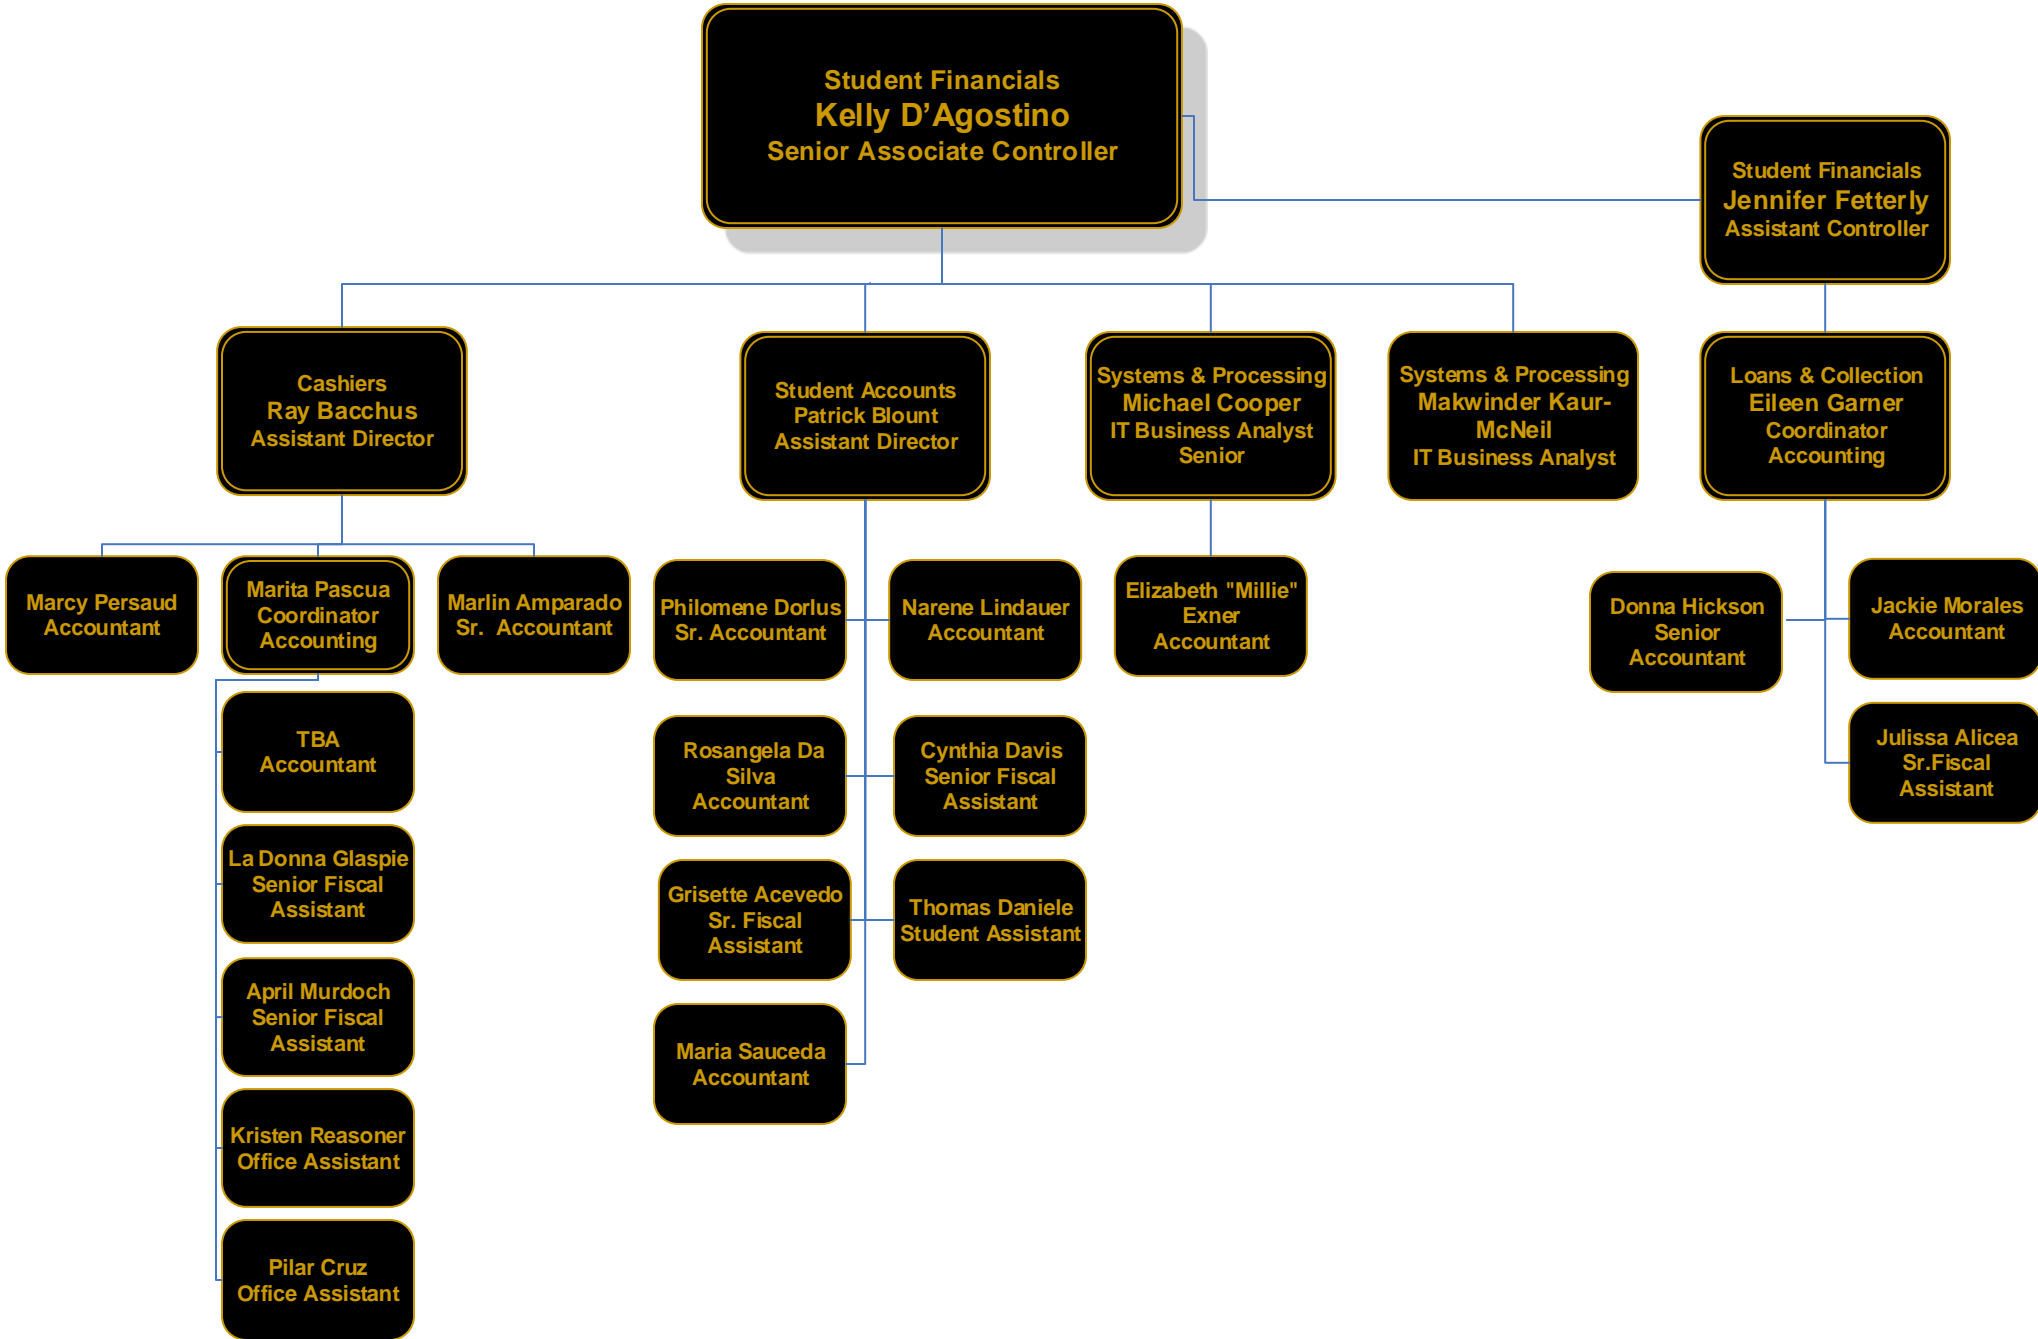 Student Financials
Kelly D’Agostino
Senior Associate Controller
Student Financials
Jennifer Fetterly
Assistant Controller
Cashiers
Ray Bacchus
Assistant Director
Student Accounts
Patrick Blount
Assistant Director
Systems & Processing
Michael Cooper
IT Business Analyst
Senior
Systems & Processing
Makwinder Kaur-
McNeil
IT Business Analyst
Loans & Collection
Eileen Garner
Coordinator
Accounting
Marcy Persaud
Accountant
Marita Pascua
Coordinator
Accounting
Marlin Amparado
Sr.  Accountant
TBA
Accountant
La Donna Glaspie
Senior Fiscal
Assistant
April Murdoch
Senior Fiscal
Assistant
Kristen Reasoner
Office Assistant
Pilar Cruz
Office Assistant
Philomene Dorlus
Sr. Accountant
Narene Lindauer
Accountant
Rosangela Da
Silva
Accountant
Cynthia Davis
Senior Fiscal
Assistant
Grisette Acevedo
Sr. Fiscal
Assistant
Thomas Daniele
Student Assistant
Maria Sauceda
Accountant
Elizabeth "Millie"
Exner
Accountant
Donna Hickson
Senior
Accountant
Jackie Morales
Accountant
Julissa Alicea
Sr.Fiscal
Assistant